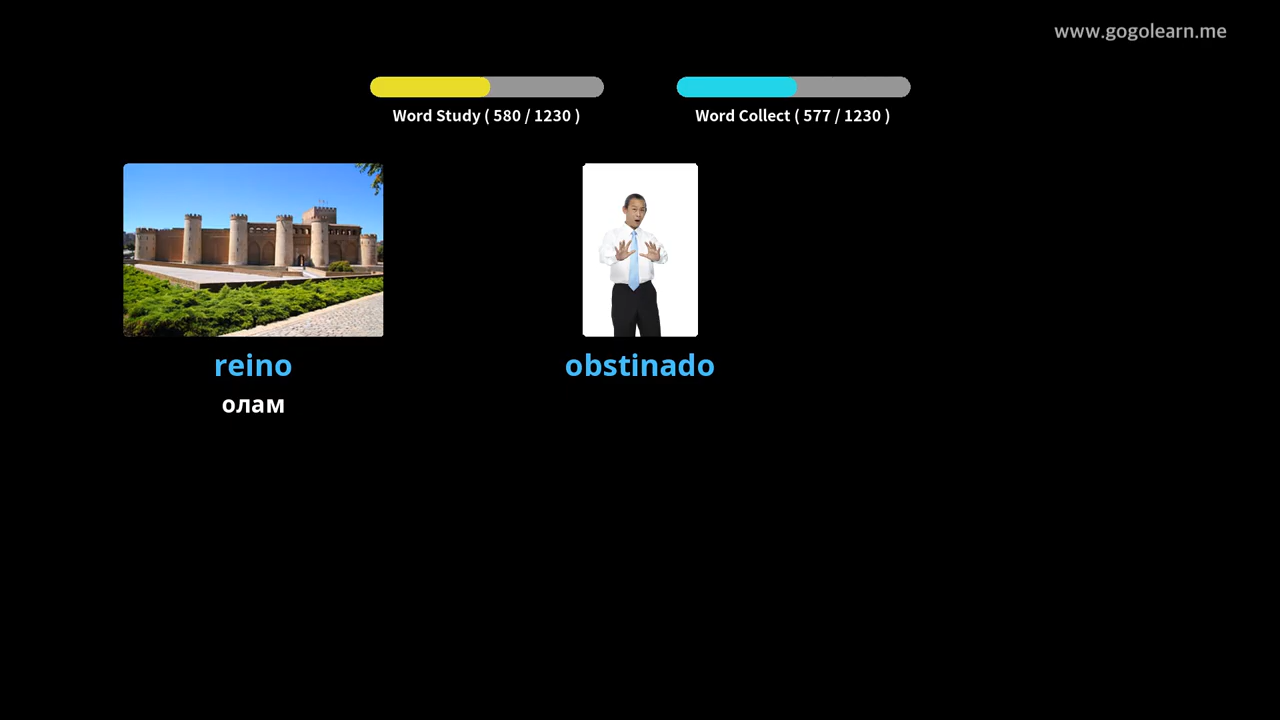 www.gogolearn.me
Word Study ( 580 / 1230 )
Word Collect ( 577 / 1230 )
reino
obstinado
олам